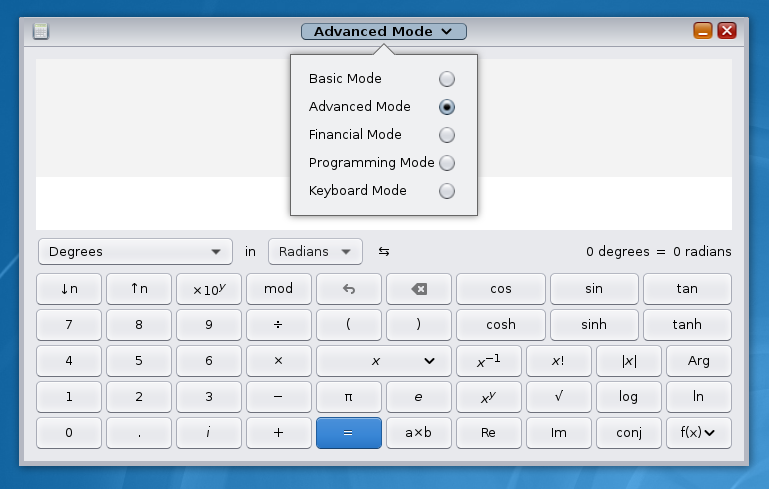 Advanced Mode
Basic Mode
Advanced Mode
Financial Mode
Programming Mode
Keyboard Mode
Degrees in Radians ⇆ 0 degrees = 0 radians
↓n ↑n ×10ʸ mod cos sin tan
7 8 9 ÷ ( ) cosh sinh tanh
4 5 6 × x x⁻¹ x! |x| Arg
1 2 3 − π e xʸ √ log ln
0 . i + = a×b Re Im conj f(x)